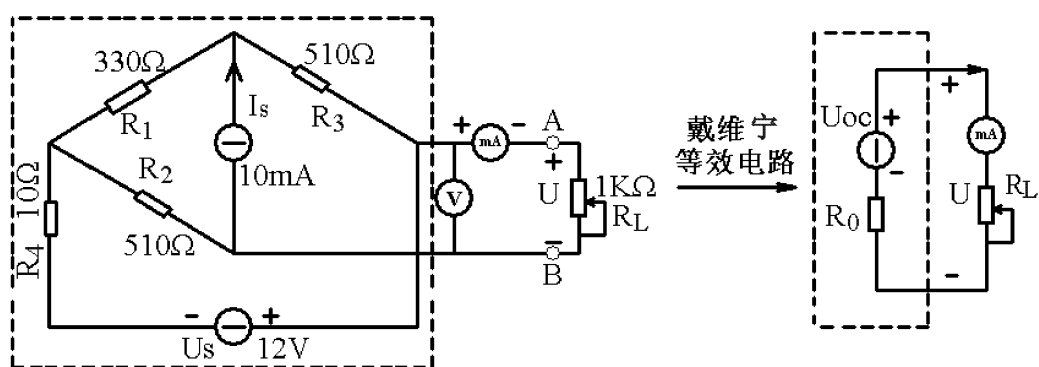 330Ω
R1
510Ω
R3
Is
10mA
R2
510Ω
10Ω
R4
- Us +
12V
+ mA -
A
V
+
U
-
1KΩ
RL
B
戴维宁
等效电路
Uoc
+
-
R0
+
mA
U
RL
-